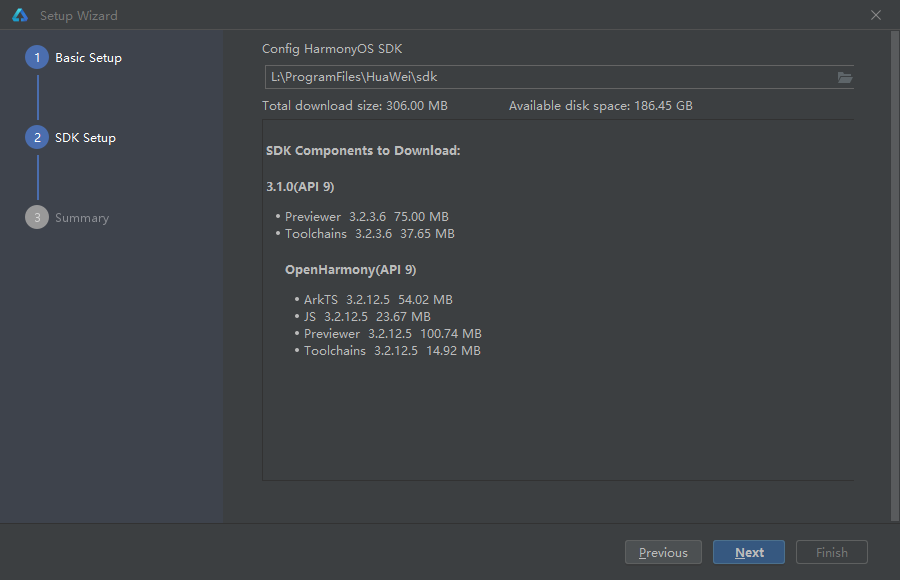 Setup Wizard
1 Basic Setup
2 SDK Setup
3 Summary
Config HarmonyOS SDK
L:\ProgramFiles\HuaWei\sdk
Total download size: 306.00 MB Available disk space: 186.45 GB
SDK Components to Download:
3.1.0(API 9)
• Previewer 3.2.3.6 75.00 MB
• Toolchains 3.2.3.6 37.65 MB
OpenHarmony(API 9)
• ArkTS 3.2.12.5 54.02 MB
• JS 3.2.12.5 23.67 MB
• Previewer 3.2.12.5 100.74 MB
• Toolchains 3.2.12.5 14.92 MB
Previous Next Finish